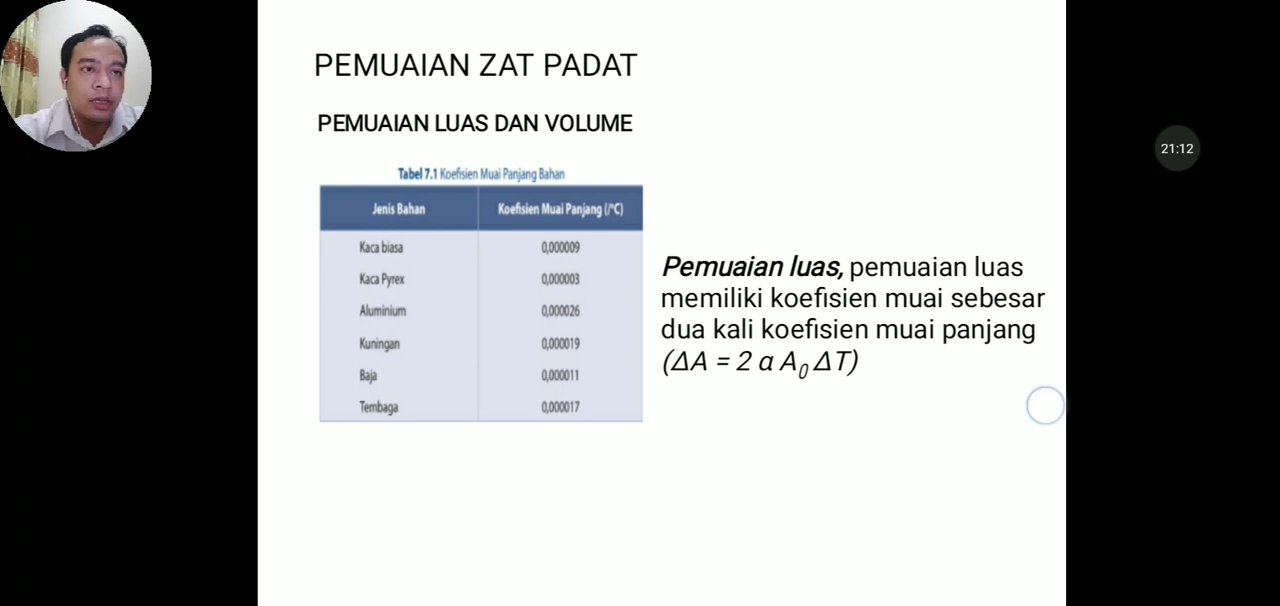 PEMUAIAN ZAT PADAT
PEMUAIAN LUAS DAN VOLUME
Tabel 7.1 Koefisien Muai Panjang Bahan
Jenis Bahan Koefisien Muai Panjang (/°C)
Kaca biasa 0,000009
Kaca Pyrex 0,000003
Aluminium 0,000026
Kuningan 0,000019
Baja 0,000011
Tembaga 0,000017
Pemuaian luas, pemuaian luas
memiliki koefisien muai sebesar
dua kali koefisien muai panjang
(ΔA = 2 α A₀ ΔT)
21:12